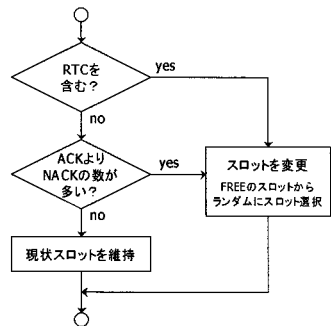 RTCを
含む?
yes
no
ACKより
NACKの数が
多い?
yes
no
スロットを変更
FREEのスロットから
ランダムにスロット選択
現状スロットを維持